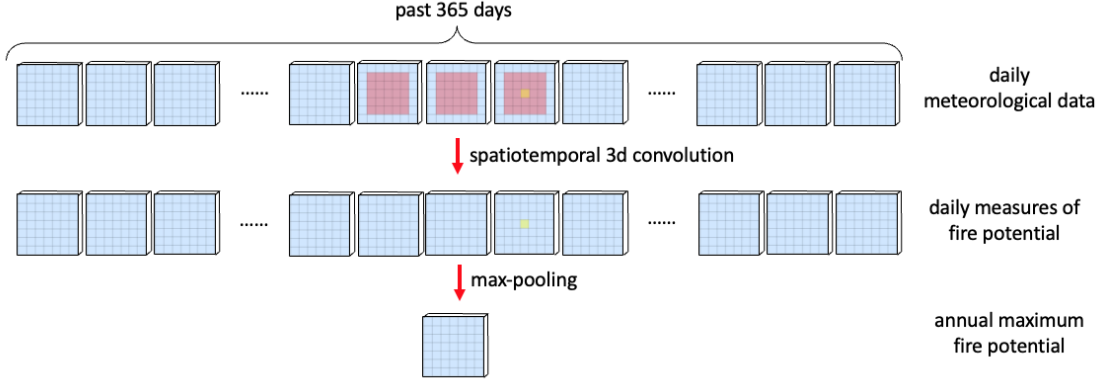 past 365 days
...... ......
daily
meteorological data
spatiotemporal 3d convolution
...... ......
daily measures of
fire potential
max-pooling
annual maximum
fire potential